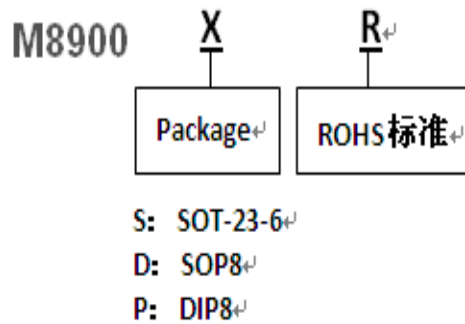 M8900 X R
Package ROHS标准
S: SOT-23-6
D: SOP8
P: DIP8